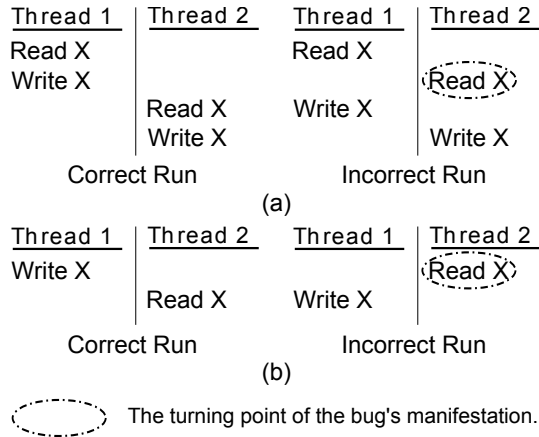 Thread 1 Thread 2 Thread 1 Thread 2
Read X Read X
Write X Read X
Read X Write X
Write X Write X
Correct Run Incorrect Run
(a)
Thread 1 Thread 2 Thread 1 Thread 2
Write X Read X
Read X Write X
Correct Run Incorrect Run
(b)
The turning point of the bug's manifestation.